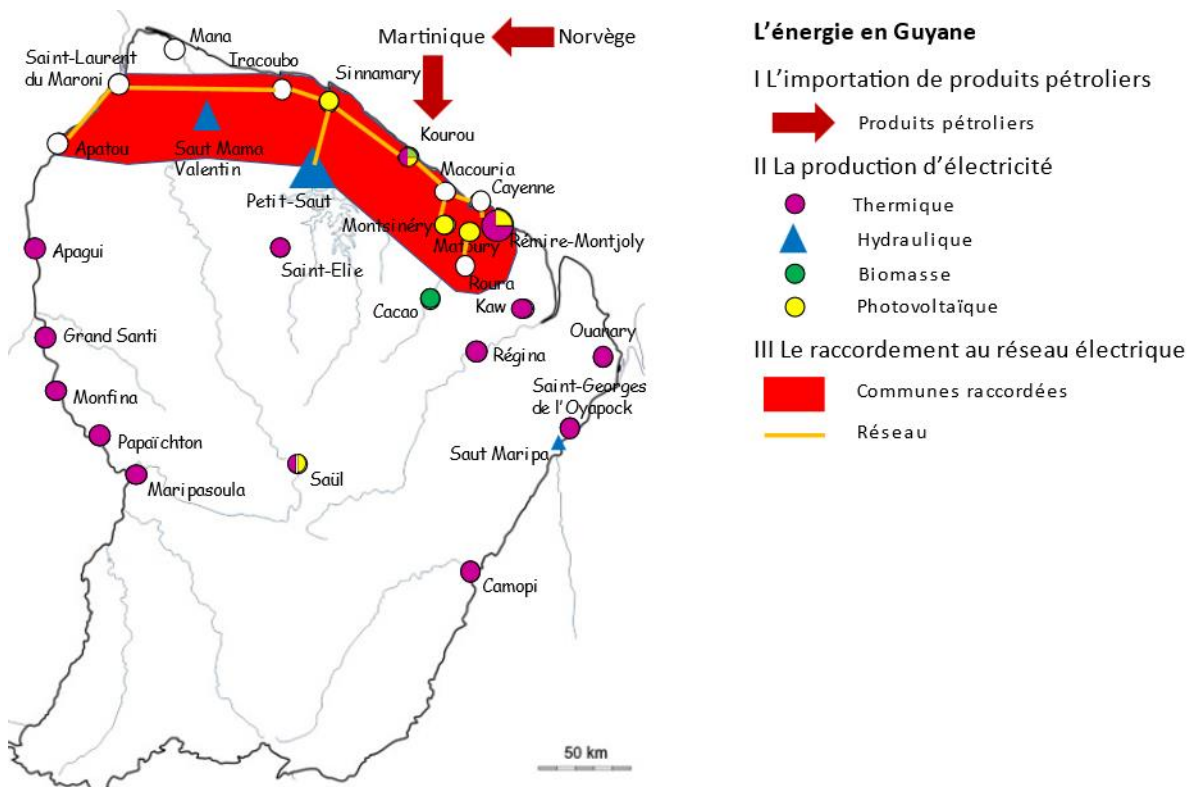 Mana
Martinique
Norvège
Saint-Laurent
du Maroni
Iracoubo
Sinnamary
Kourou
Apatou
Saut Mama
Valentin
Macouria
Cayenne
Petit-Saut
Montsinéry
Matoury
Rémire-Montjoly
Apagui
Saint-Elie
Roura
Cacao
Kaw
Grand Santi
Régina
Ouanary
Monfina
Saint-Georges
de l'Oyapock
Papaïchton
Saut Maripa
Saül
Maripasoula
Camopi
50 km
L'énergie en Guyane
I L'importation de produits pétroliers
Produits pétroliers
II La production d'électricité
Thermique
Hydraulique
Biomasse
Photovoltaïque
III Le raccordement au réseau électrique
Communes raccordées
Réseau